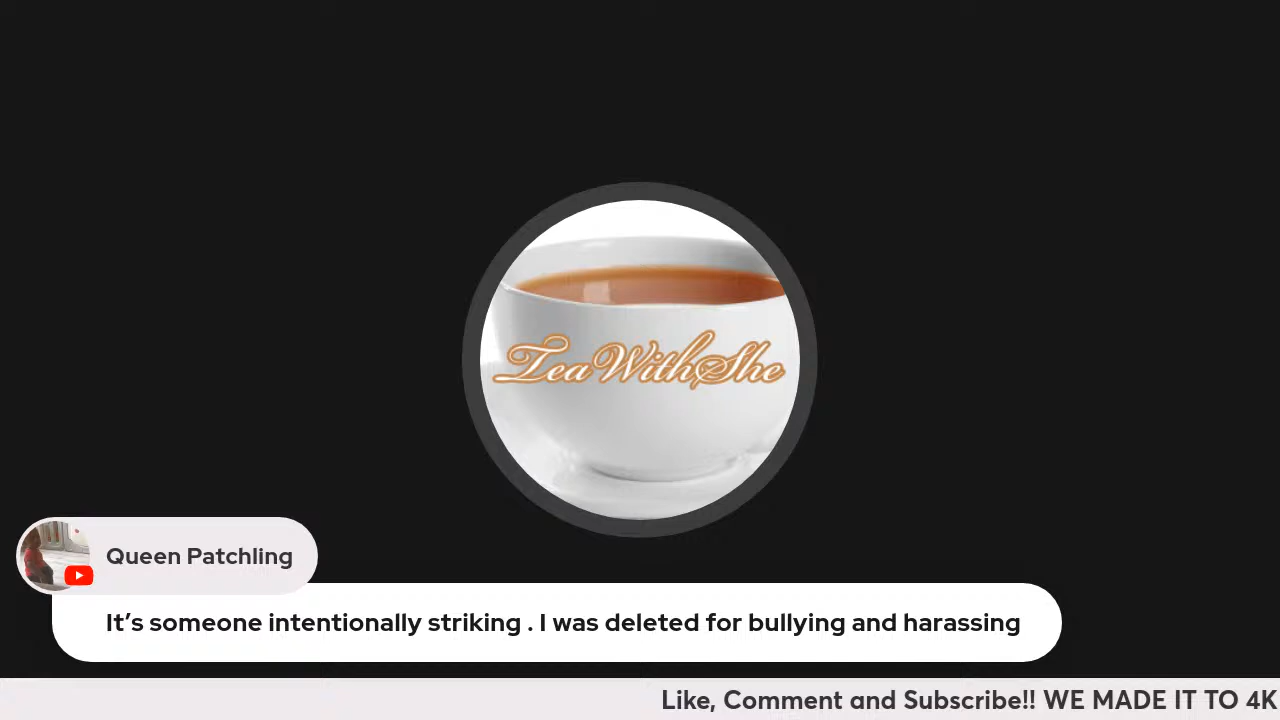 TeaWithShe
Queen Patchling
It’s someone intentionally striking . I was deleted for bullying and harassing
Like, Comment and Subscribe!! WE MADE IT TO 4K